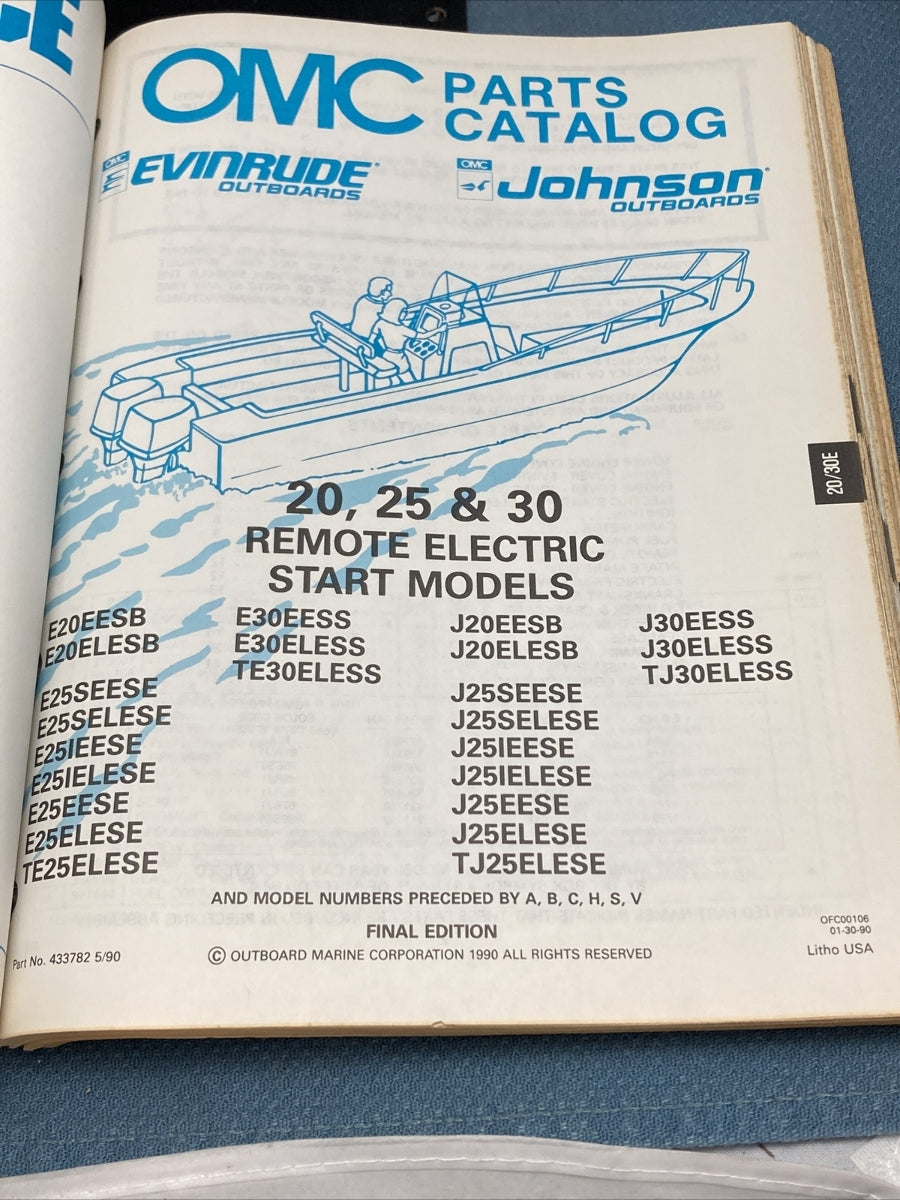 OMC PARTS
CATALOG
OMC
EVINRUDE®
OUTBOARDS
OMC
Johnson®
OUTBOARDS
20/30E
20, 25 & 30
REMOTE ELECTRIC
START MODELS
E20EESB E30EESS J20EESB J30EESS
E20ELESB E30ELESS J20ELESB J30ELESS
TE30ELESS TJ30ELESS
E25SEESE J25SEESE
E25SELESE J25SELESE
E25IEESE J25IEESE
E25IELESE J25IELESE
E25EESE J25EESE
E25ELESE J25ELESE
TE25ELESE TJ25ELESE
AND MODEL NUMBERS PRECEDED BY A, B, C, H, S, V
FINAL EDITION
OFC00106
01-30-90
Part No. 433782 5/90 © OUTBOARD MARINE CORPORATION 1990 ALL RIGHTS RESERVED Litho USA